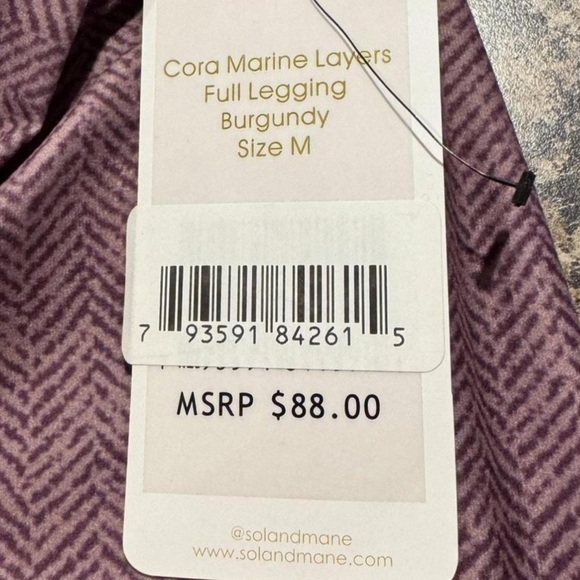 Cora Marine Layers
Full Legging
Burgundy
Size M
7 93591 84261 5
MSRP $88.00
@solandmane
www.solandmane.com